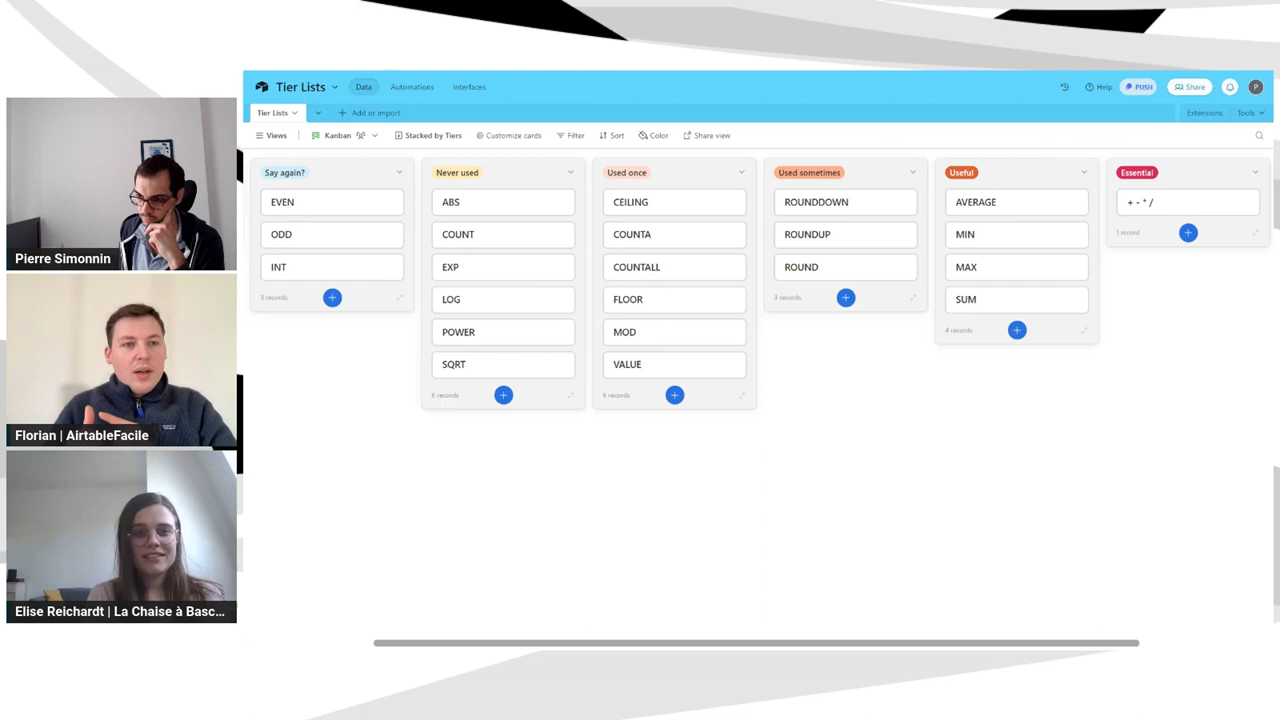 Pierre Simonnin
Florian | AirtableFacile
Elise Reichardt | La Chaise à Basc...
Tier Lists
Data
Automations
Interfaces
Help
PUSH
Share
P
Tier Lists
Add or import
Extensions
Tools
Views
Kanban
Stacked by Tiers
Customize cards
Filter
Sort
Color
Share view
Say again?
EVEN
ODD
INT
3 records
Never used
ABS
COUNT
EXP
LOG
POWER
SQRT
6 records
Used once
CEILING
COUNTA
COUNTALL
FLOOR
MOD
VALUE
6 records
Used sometimes
ROUNDDOWN
ROUNDUP
ROUND
3 records
Useful
AVERAGE
MIN
MAX
SUM
4 records
Essential
+ - * /
1 record